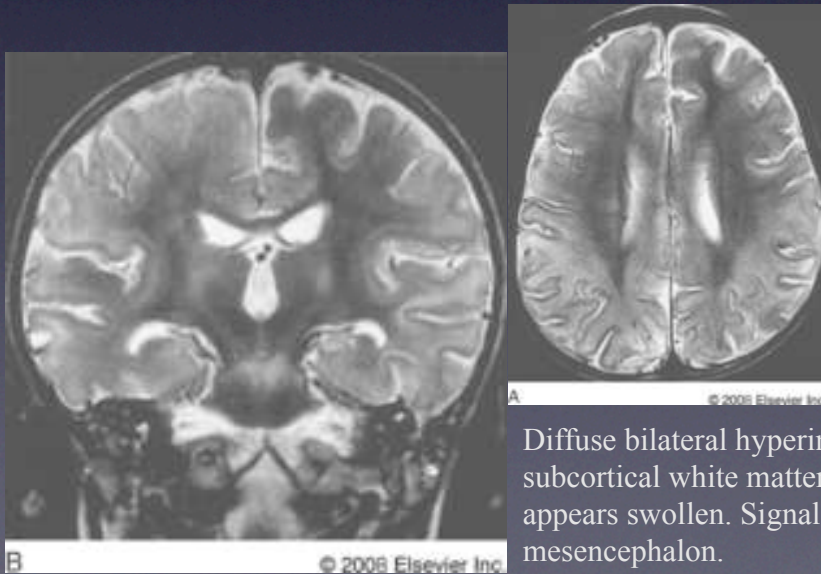 B
© 2008 Elsevier Inc
A
© 2008 Elsevier Inc
Diffuse bilateral hyperin
subcortical white matter
appears swollen. Signal
mesencephalon.